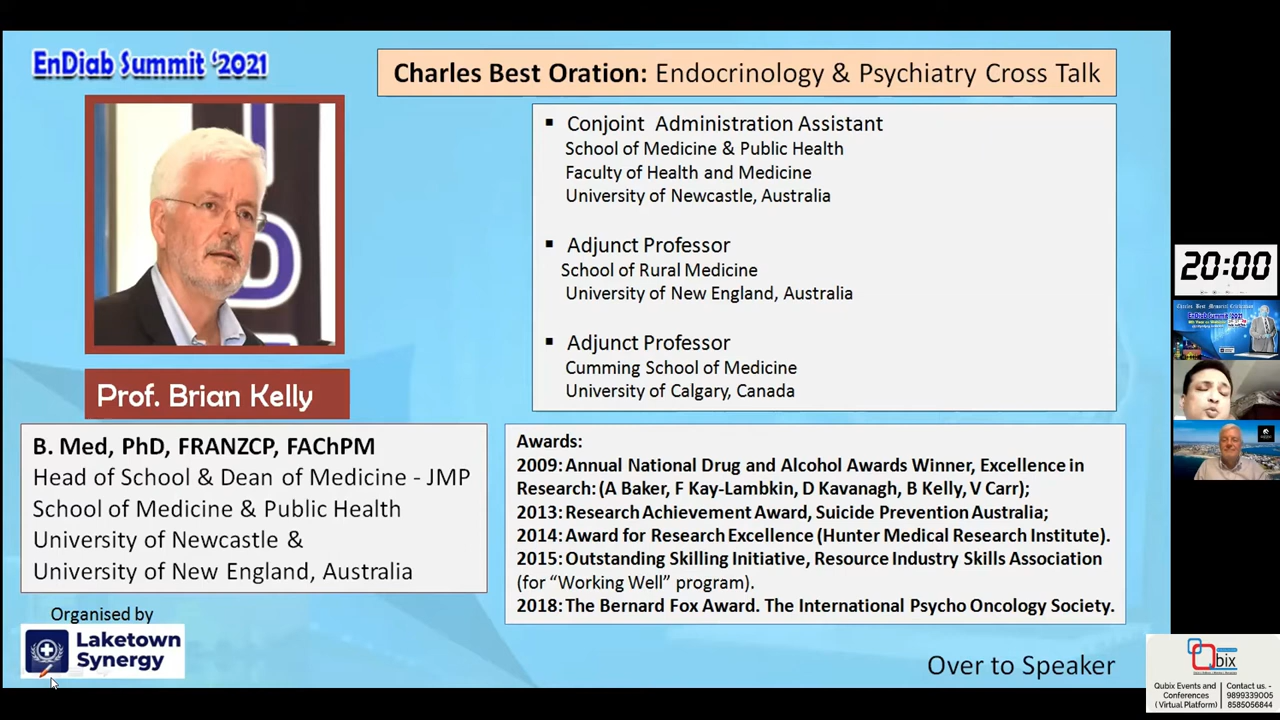 EnDiab Summit ‘2021
Charles Best Oration: Endocrinology & Psychiatry Cross Talk
▪ Conjoint Administration Assistant
School of Medicine & Public Health
Faculty of Health and Medicine
University of Newcastle, Australia
▪ Adjunct Professor
School of Rural Medicine
University of New England, Australia
▪ Adjunct Professor
Cumming School of Medicine
University of Calgary, Canada
Prof. Brian Kelly
B. Med, PhD, FRANZCP, FAChPM
Head of School & Dean of Medicine - JMP
School of Medicine & Public Health
University of Newcastle &
University of New England, Australia
Awards:
2009: Annual National Drug and Alcohol Awards Winner, Excellence in
Research: (A Baker, F Kay-Lambkin, D Kavanagh, B Kelly, V Carr);
2013: Research Achievement Award, Suicide Prevention Australia;
2014: Award for Research Excellence (Hunter Medical Research Institute).
2015: Outstanding Skilling Initiative, Resource Industry Skills Association
(for “Working Well” program).
2018: The Bernard Fox Award. The International Psycho Oncology Society.
Organised by
Laketown
Synergy
Over to Speaker
20:00
EnDiab Summit '2021
Qbix
Qubix Events and
Conferences
( Virtual Platform)
Contact us. -
9899339005
8585056844